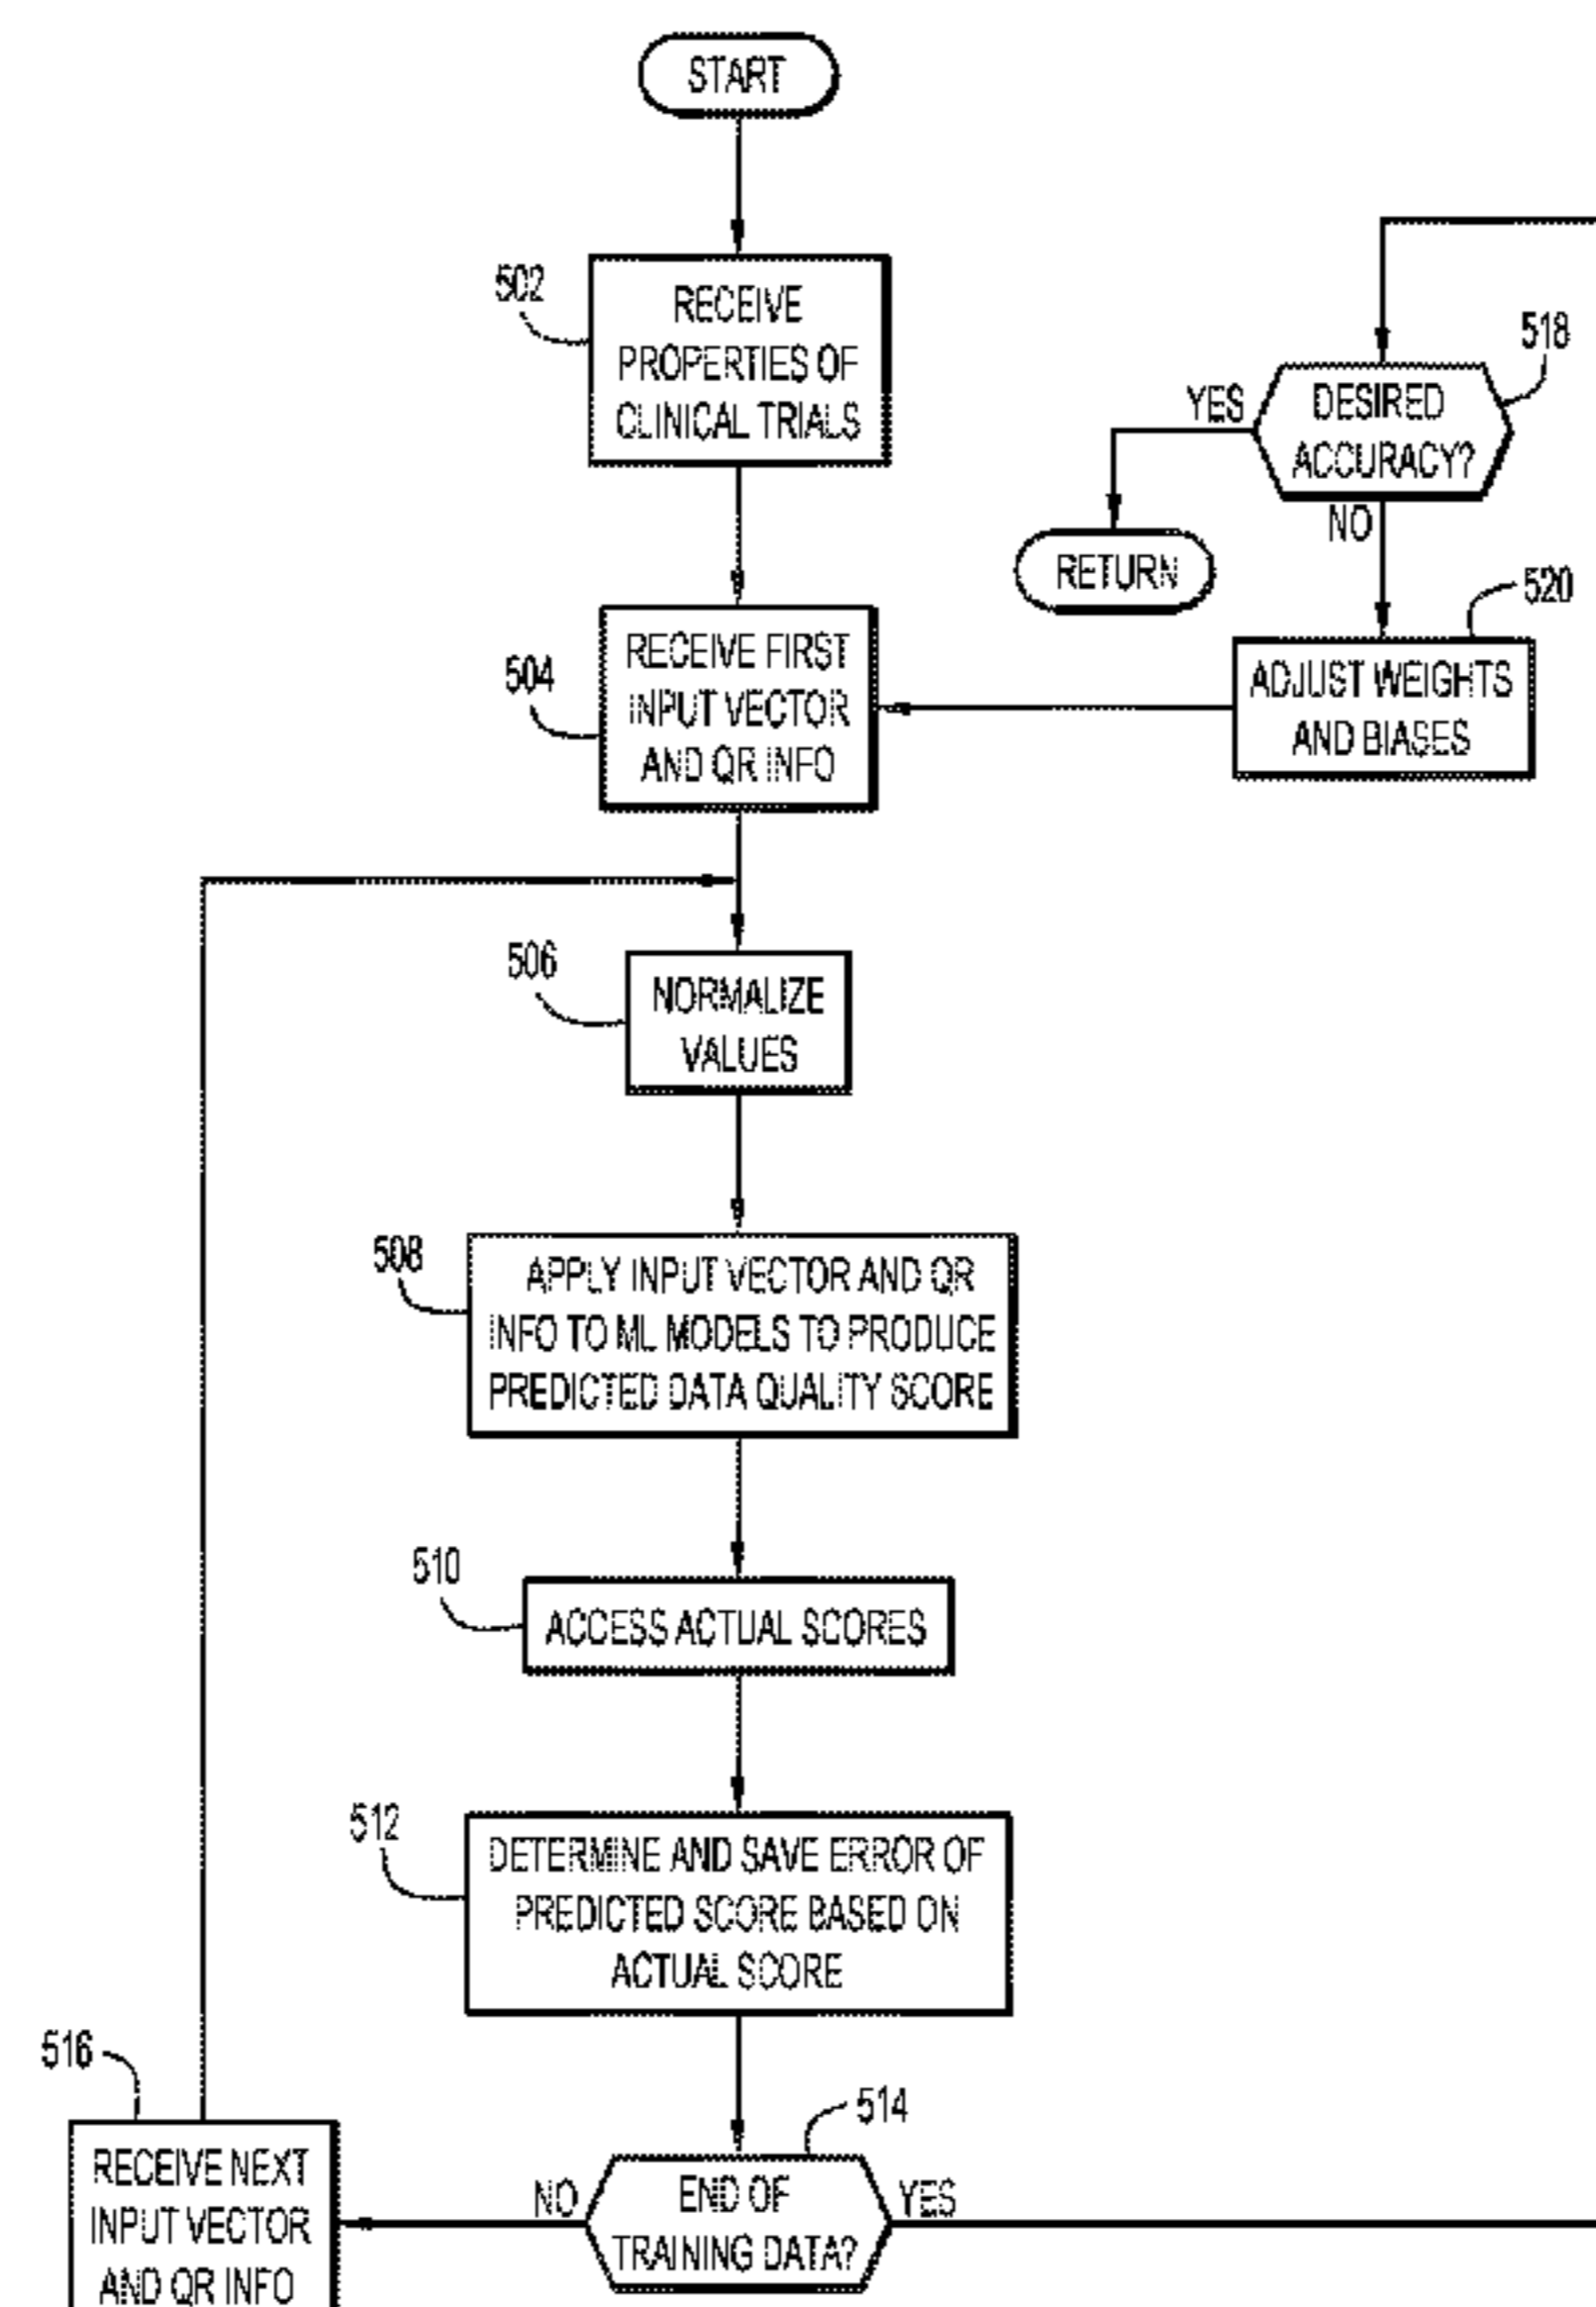 START
502
RECEIVE
PROPERTIES OF
CLINICAL TRIALS
518
YES
DESIRED
ACCURACY?
NO
RETURN
520
ADJUST WEIGHTS
AND BIASES
504
RECEIVE FIRST
INPUT VECTOR
AND QR INFO
506
NORMALIZE
VALUES
508
APPLY INPUT VECTOR AND QR
INFO TO ML MODELS TO PRODUCE
PREDICTED DATA QUALITY SCORE
510
ACCESS ACTUAL SCORES
512
DETERMINE AND SAVE ERROR OF
PREDICTED SCORE BASED ON
ACTUAL SCORE
514
NO
END OF
TRAINING DATA?
YES
516
RECEIVE NEXT
INPUT VECTOR
AND QR INFO